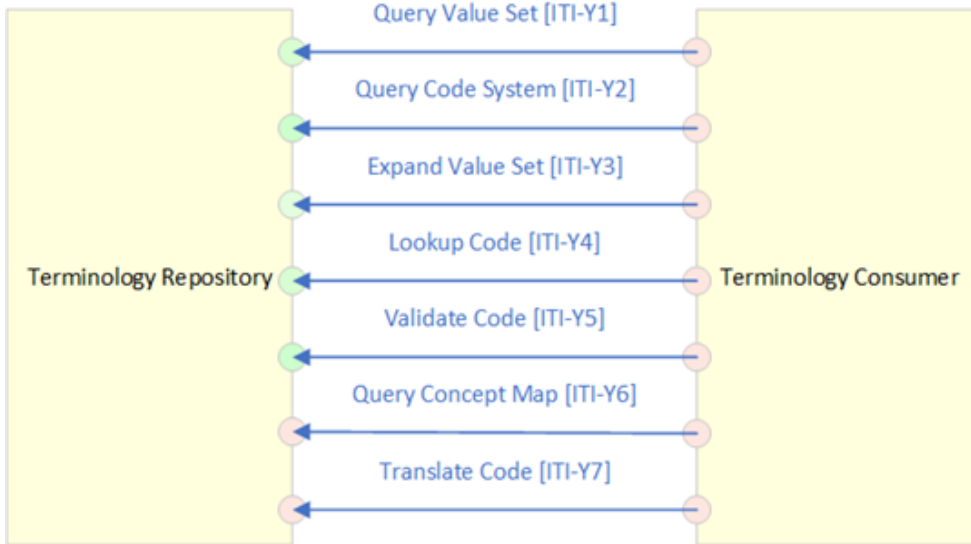 Query Value Set [ITI-Y1]
Query Code System [ITI-Y2]
Expand Value Set [ITI-Y3]
Lookup Code [ITI-Y4]
Terminology Repository
Terminology Consumer
Validate Code [ITI-Y5]
Query Concept Map [ITI-Y6]
Translate Code [ITI-Y7]